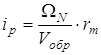 i_p = Ω_N / V_обр · r_m